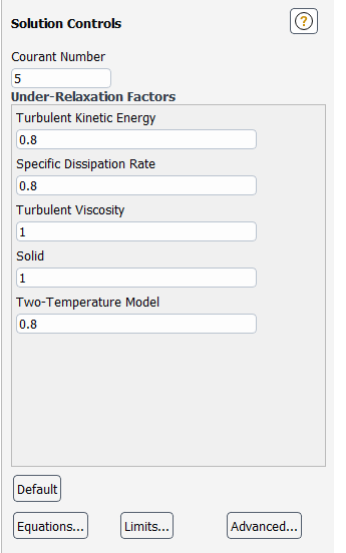 Solution Controls
?
Courant Number
5
Under-Relaxation Factors
Turbulent Kinetic Energy
0.8
Specific Dissipation Rate
0.8
Turbulent Viscosity
1
Solid
1
Two-Temperature Model
0.8
Default
Equations... Limits... Advanced...